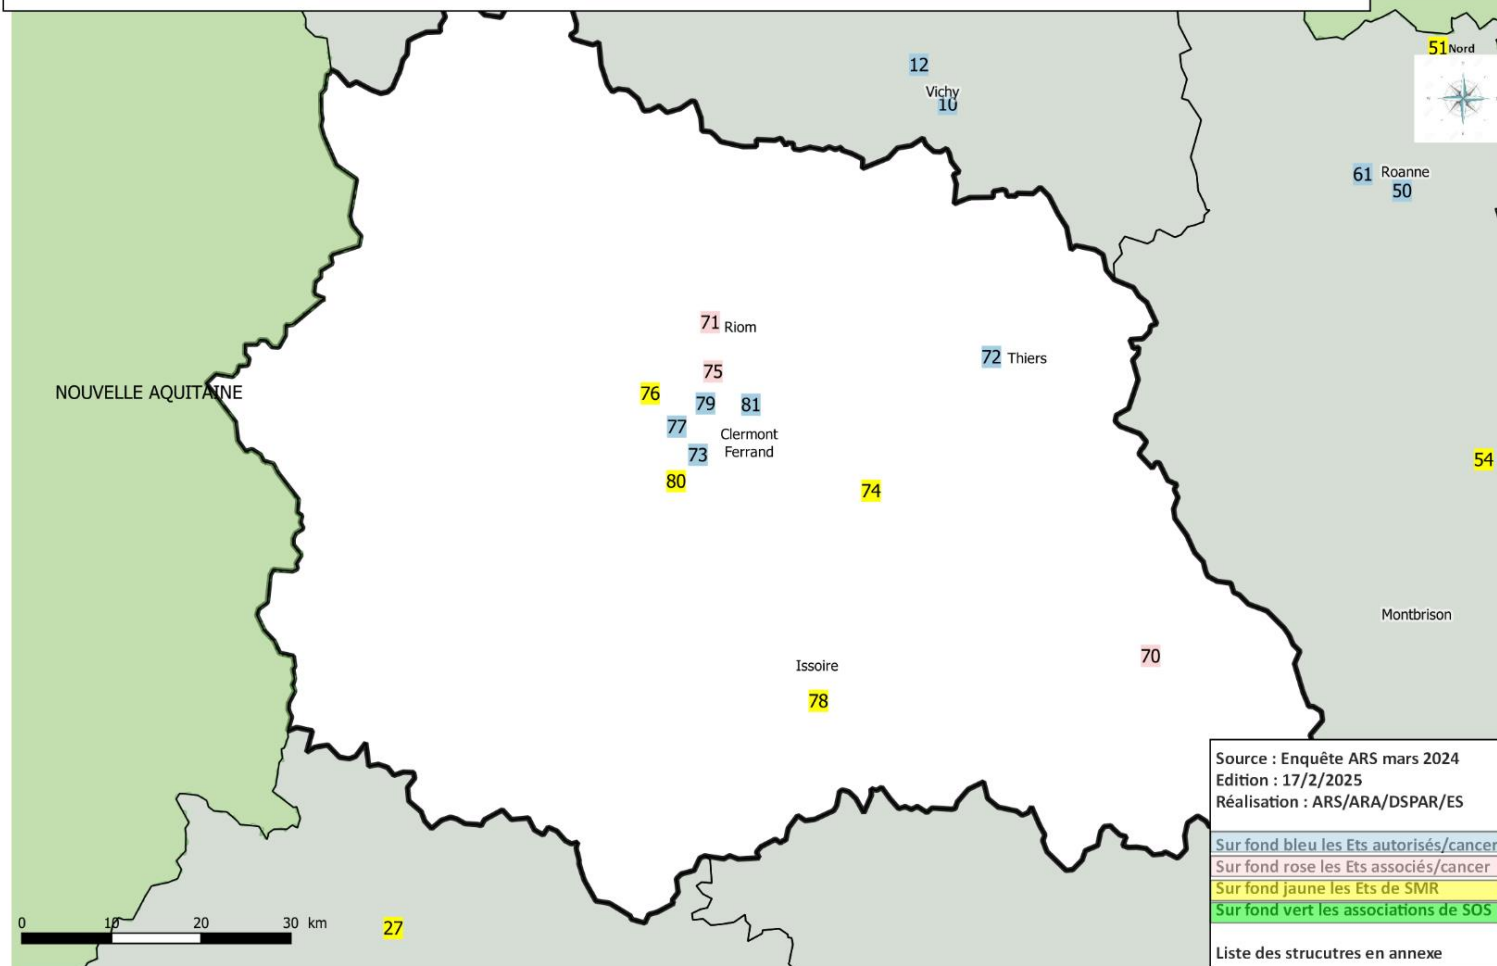 51 Nord
12
Vichy
10
61 Roanne
50
71 Riom
72 Thiers
75
NOUVELLE AQUITAINE
76
79
81
77
Clermont
Ferrand
73
54
80
74
Montbrison
70
Issoire
78
Source : Enquête ARS mars 2024
Edition : 17/2/2025
Réalisation : ARS/ARA/DSPAR/ES
Sur fond bleu les Ets autorisés/cancer
Sur fond rose les Ets associés/cancer
Sur fond jaune les Ets de SMR
Sur fond vert les associations de SOS
Liste des strucutres en annexe
0 10 20 30 km
27